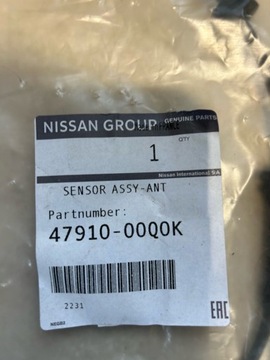 NISSAN GROUP GENUINE PARTS
QTY
1
Nissan International SA
SENSOR ASSY-ANT
Partnumber:
47910-00Q0K
2231
EAC